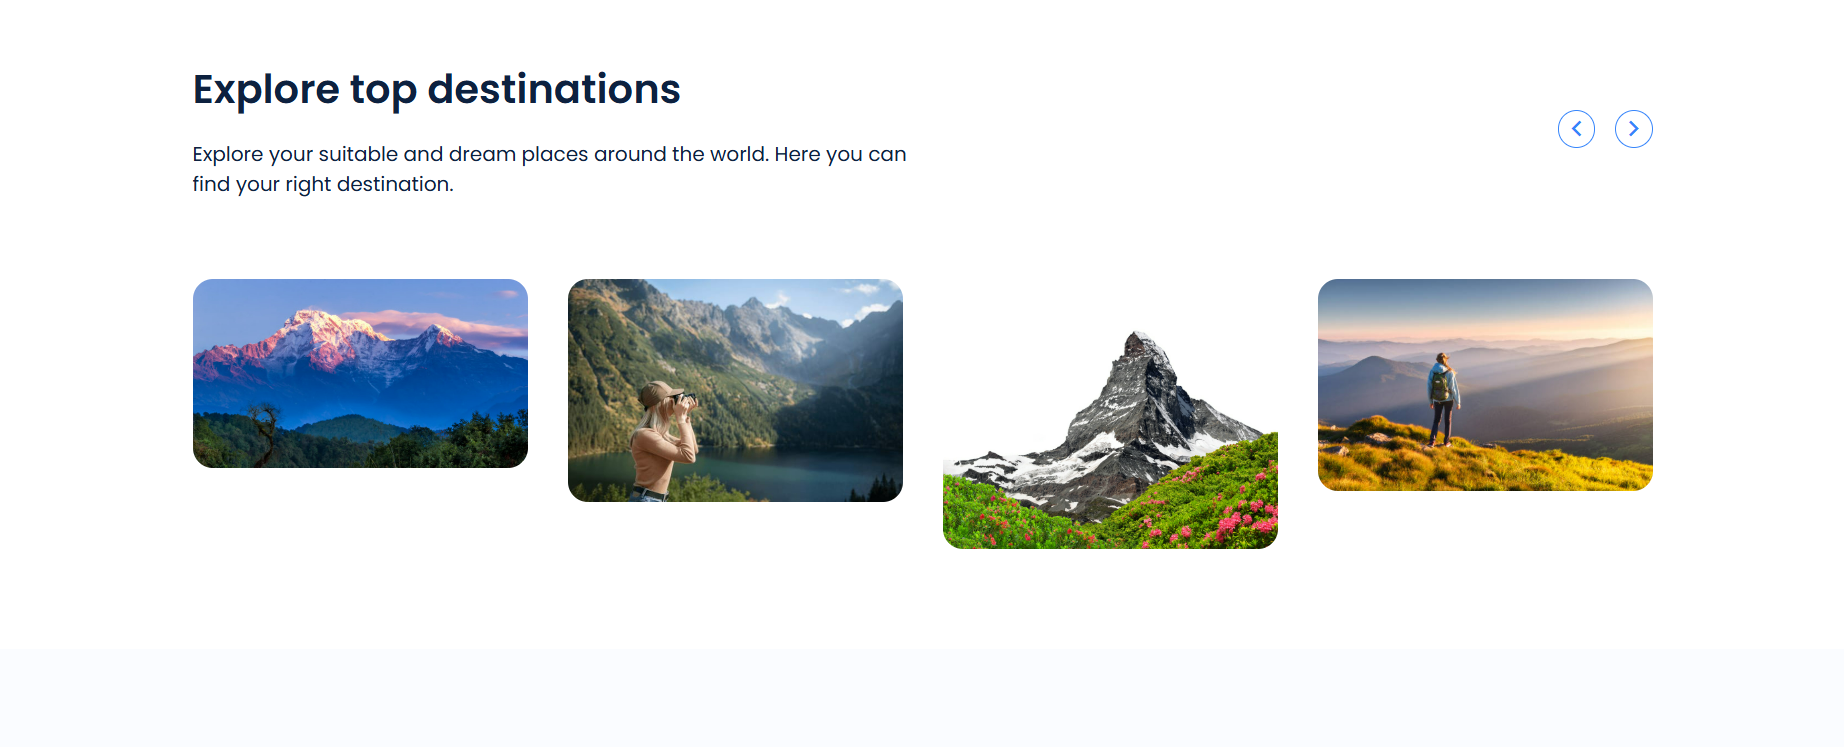 Explore top destinations
Explore your suitable and dream places around the world. Here you can
find your right destination.